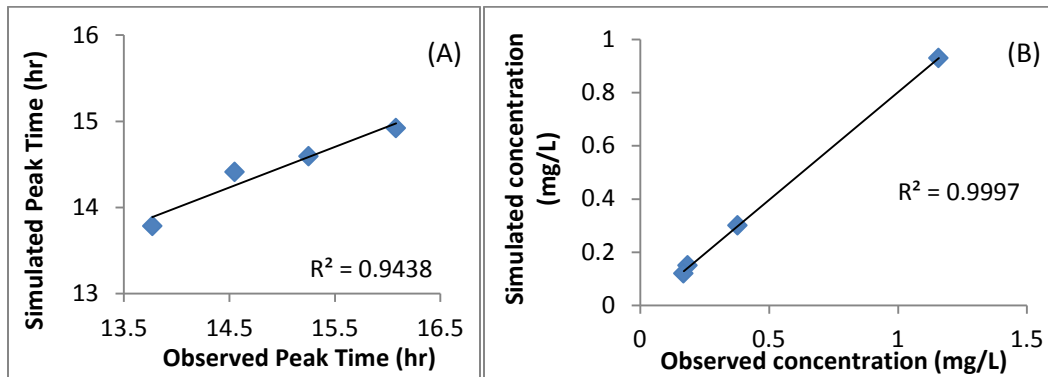 (A)
Simulated Peak Time (hr)
16
15
14
13
R² = 0.9438
13.5 14.5 15.5 16.5
Observed Peak Time (hr)
(B)
Simulated concentration
(mg/L)
1
0.8
0.6
0.4
0.2
0
R² = 0.9997
0 0.5 1 1.5
Observed concentration (mg/L)